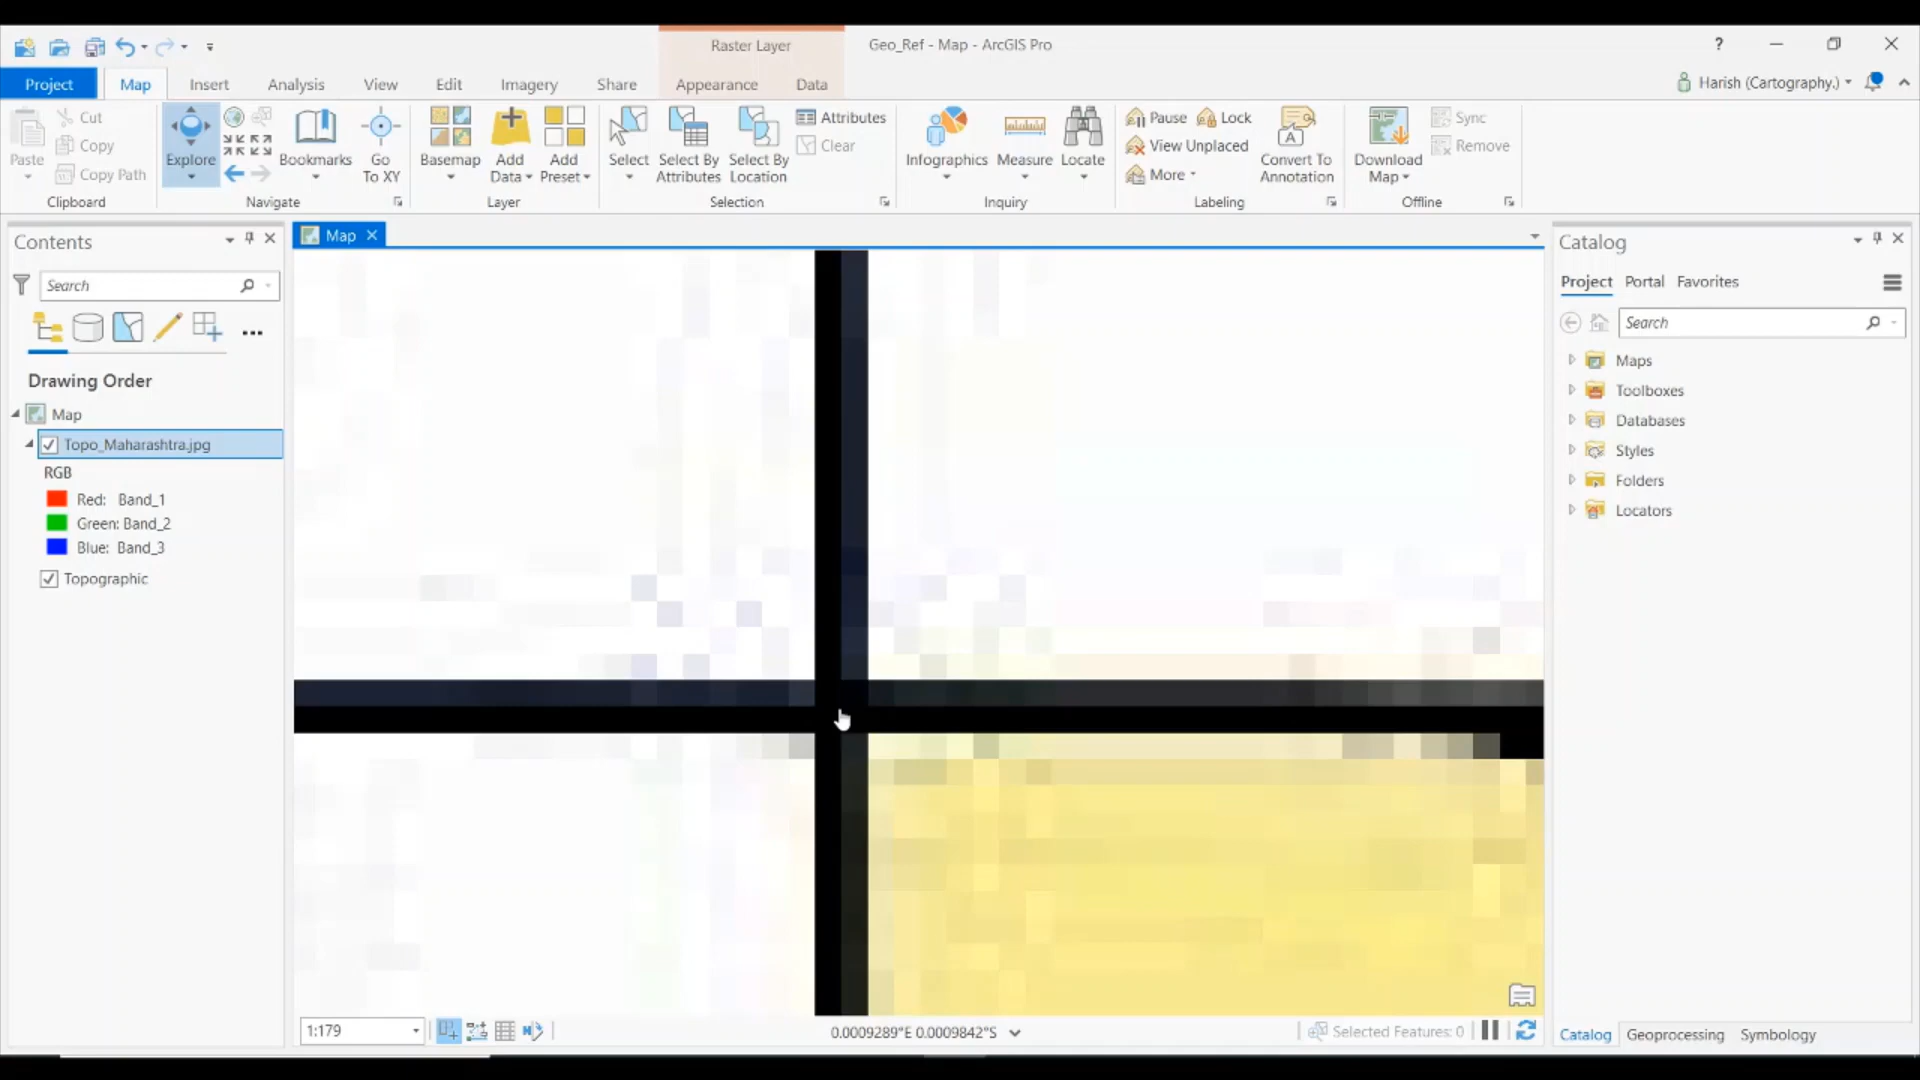 Raster Layer
Geo_Ref - Map - ArcGIS Pro
?
Project
Map
Insert
Analysis
View
Edit
Imagery
Share
Appearance
Data
Harish (Cartography.)
Paste
Cut
Copy
Copy Path
Clipboard
Explore
Bookmarks
Go To XY
Navigate
Basemap
Add Data
Add Preset
Layer
Select
Select By Attributes
Select By Location
Attributes
Clear
Selection
Infographics
Measure
Locate
Inquiry
Pause
Lock
View Unplaced
More
Convert To Annotation
Labeling
Download Map
Sync
Remove
Offline
Contents
Search
Drawing Order
Map
Topo_Maharashtra.jpg
RGB
Red: Band_1
Green: Band_2
Blue: Band_3
Topographic
Map
1:179
0.0009289°E 0.0009842°S
Selected Features: 0
Catalog
Project
Portal
Favorites
Search
Maps
Toolboxes
Databases
Styles
Folders
Locators
Catalog
Geoprocessing
Symbology